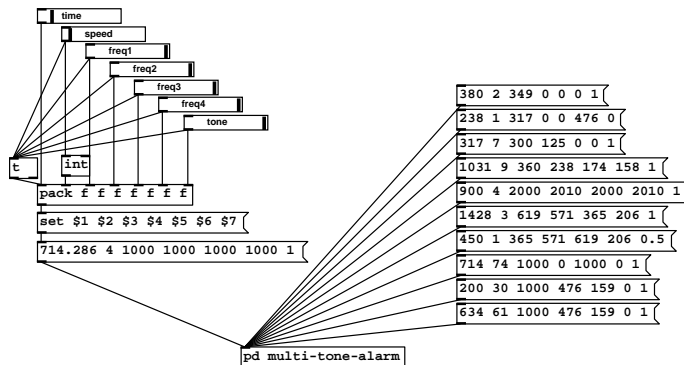 time
speed
freq1
freq2
freq3
freq4
tone
t
int
pack f f f f f f f
set $1 $2 $3 $4 $5 $6 $7
714.286 4 1000 1000 1000 1000 1
380 2 349 0 0 0 1
238 1 317 0 0 476 0
317 7 300 125 0 0 1
1031 9 360 238 174 158 1
900 4 2000 2010 2000 2010 1
1428 3 619 571 365 206 1
450 1 365 571 619 206 0.5
714 74 1000 0 1000 0 1
200 30 1000 476 159 0 1
634 61 1000 476 159 0 1
pd multi-tone-alarm